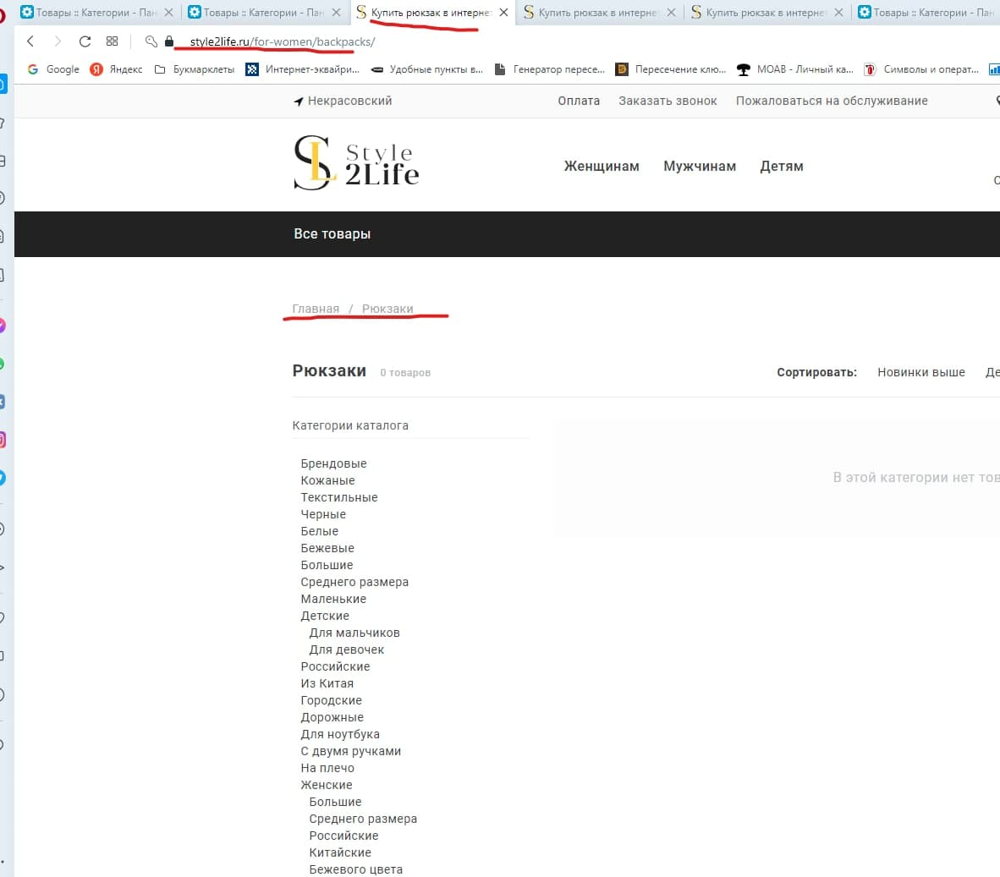 Товары :: Категории - Пан
Товары :: Категории - Пан
Купить рюкзак в интернет
Купить рюкзак в интернет
Купить рюкзак в интернет
Товары :: Категории - Пан
style2life.ru/for-women/backpacks/
Google
Яндекс
Букмарклеты
Интернет-эквайри...
Удобные пункты в...
Генератор пересе...
Пересечение клю...
МОАВ - Личный ка...
Символы и операт...
Некрасовский
Оплата
Заказать звонок
Пожаловаться на обслуживание
Style
2Life
Женщинам
Мужчинам
Детям
Все товары
Главная / Рюкзаки
Рюкзаки 0 товаров
Сортировать: Новинки выше Де
Категории каталога
В этой категории нет тов
Брендовые
Кожаные
Текстильные
Черные
Белые
Бежевые
Большие
Среднего размера
Маленькие
Детские
Для мальчиков
Для девочек
Российские
Из Китая
Городские
Дорожные
Для ноутбука
С двумя ручками
На плечо
Женские
Большие
Среднего размера
Российские
Китайские
Бежевого цвета